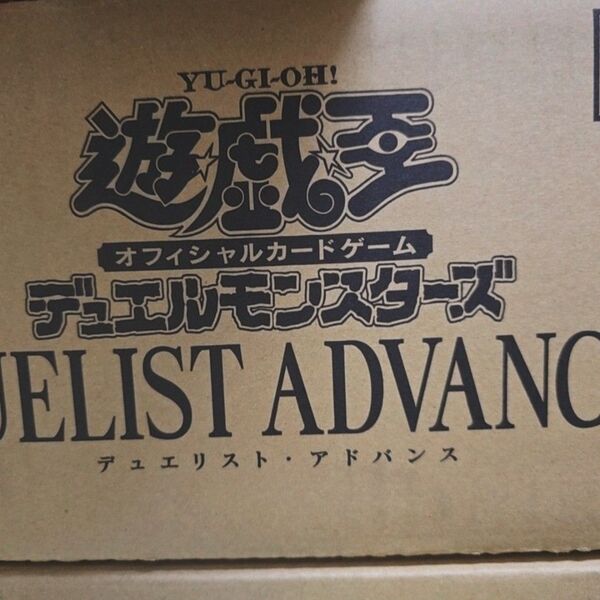 YU-GI-OH!
遊戯王
オフィシャルカードゲーム
デュエルモンスターズ
UELIST ADVANC
デュエリスト・アドバンス